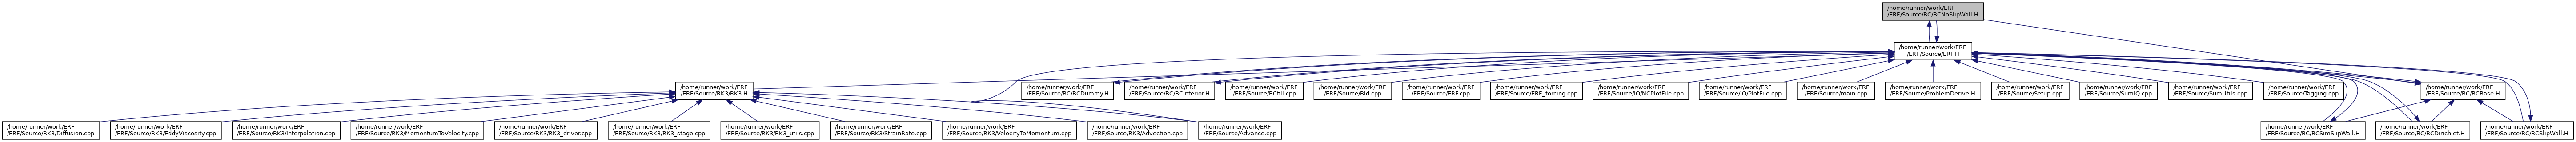 /home/runner/work/ERF
/ERF/Source/BC/BCNoSlipWall.H
/home/runner/work/ERF
/ERF/Source/ERF.H
/home/runner/work/ERF
/ERF/Source/RK3/RK3.H
/home/runner/work/ERF
/ERF/Source/BC/BCDummy.H
/home/runner/work/ERF
/ERF/Source/BC/BCInterior.H
/home/runner/work/ERF
/ERF/Source/BCfill.cpp
/home/runner/work/ERF
/ERF/Source/Bld.cpp
/home/runner/work/ERF
/ERF/Source/ERF.cpp
/home/runner/work/ERF
/ERF/Source/ERF_forcing.cpp
/home/runner/work/ERF
/ERF/Source/IO/NCPlotFile.cpp
/home/runner/work/ERF
/ERF/Source/IO/PlotFile.cpp
/home/runner/work/ERF
/ERF/Source/main.cpp
/home/runner/work/ERF
/ERF/Source/ProblemDerive.H
/home/runner/work/ERF
/ERF/Source/Setup.cpp
/home/runner/work/ERF
/ERF/Source/SumIQ.cpp
/home/runner/work/ERF
/ERF/Source/SumUtils.cpp
/home/runner/work/ERF
/ERF/Source/Tagging.cpp
/home/runner/work/ERF
/ERF/Source/BC/BCBase.H
/home/runner/work/ERF
/ERF/Source/RK3/Diffusion.cpp
/home/runner/work/ERF
/ERF/Source/RK3/EddyViscosity.cpp
/home/runner/work/ERF
/ERF/Source/RK3/Interpolation.cpp
/home/runner/work/ERF
/ERF/Source/RK3/MomentumToVelocity.cpp
/home/runner/work/ERF
/ERF/Source/RK3/RK3_driver.cpp
/home/runner/work/ERF
/ERF/Source/RK3/RK3_stage.cpp
/home/runner/work/ERF
/ERF/Source/RK3/RK3_utils.cpp
/home/runner/work/ERF
/ERF/Source/RK3/StrainRate.cpp
/home/runner/work/ERF
/ERF/Source/RK3/VelocityToMomentum.cpp
/home/runner/work/ERF
/ERF/Source/RK3/Advection.cpp
/home/runner/work/ERF
/ERF/Source/Advance.cpp
/home/runner/work/ERF
/ERF/Source/BC/BCSimSlipWall.H
/home/runner/work/ERF
/ERF/Source/BC/BCDirichlet.H
/home/runner/work/ERF
/ERF/Source/BC/BCSlipWall.H